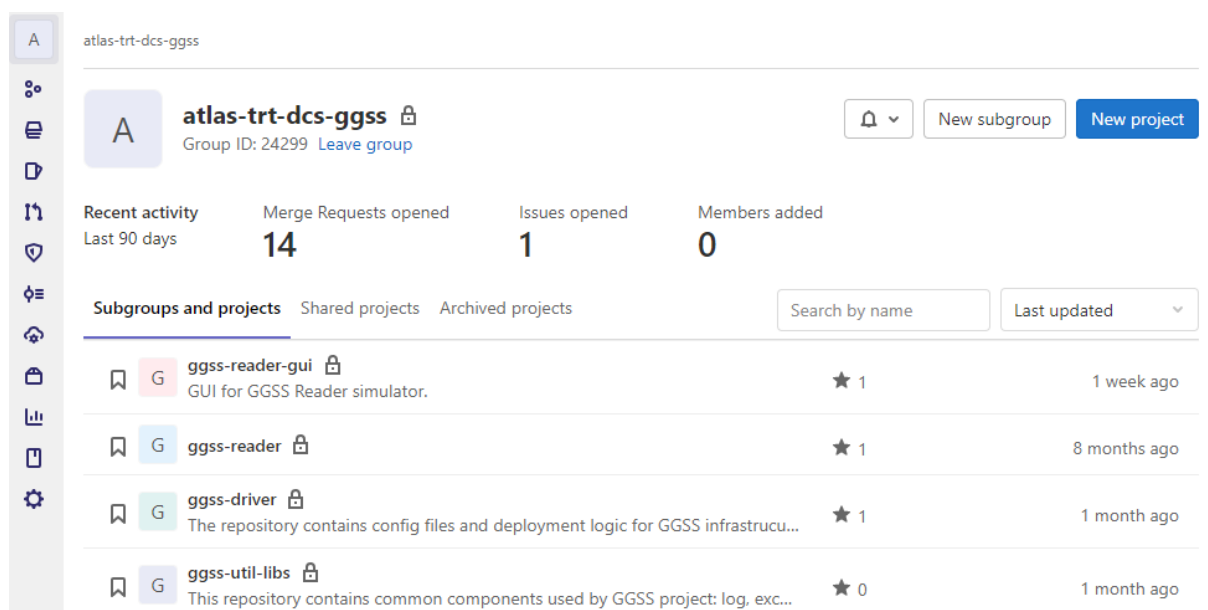 A
atlas-trt-dcs-ggss
A
atlas-trt-dcs-ggss
Group ID: 24299 Leave group
New subgroup
New project
Recent activity
Last 90 days
Merge Requests opened
14
Issues opened
1
Members added
0
Subgroups and projects Shared projects Archived projects
Search by name
Last updated
G
ggss-reader-gui
GUI for GGSS Reader simulator.
1
1 week ago
G
ggss-reader
1
8 months ago
G
ggss-driver
The repository contains config files and deployment logic for GGSS infrastrucu...
1
1 month ago
G
ggss-util-libs
This repository contains common components used by GGSS project: log, exc...
0
1 month ago